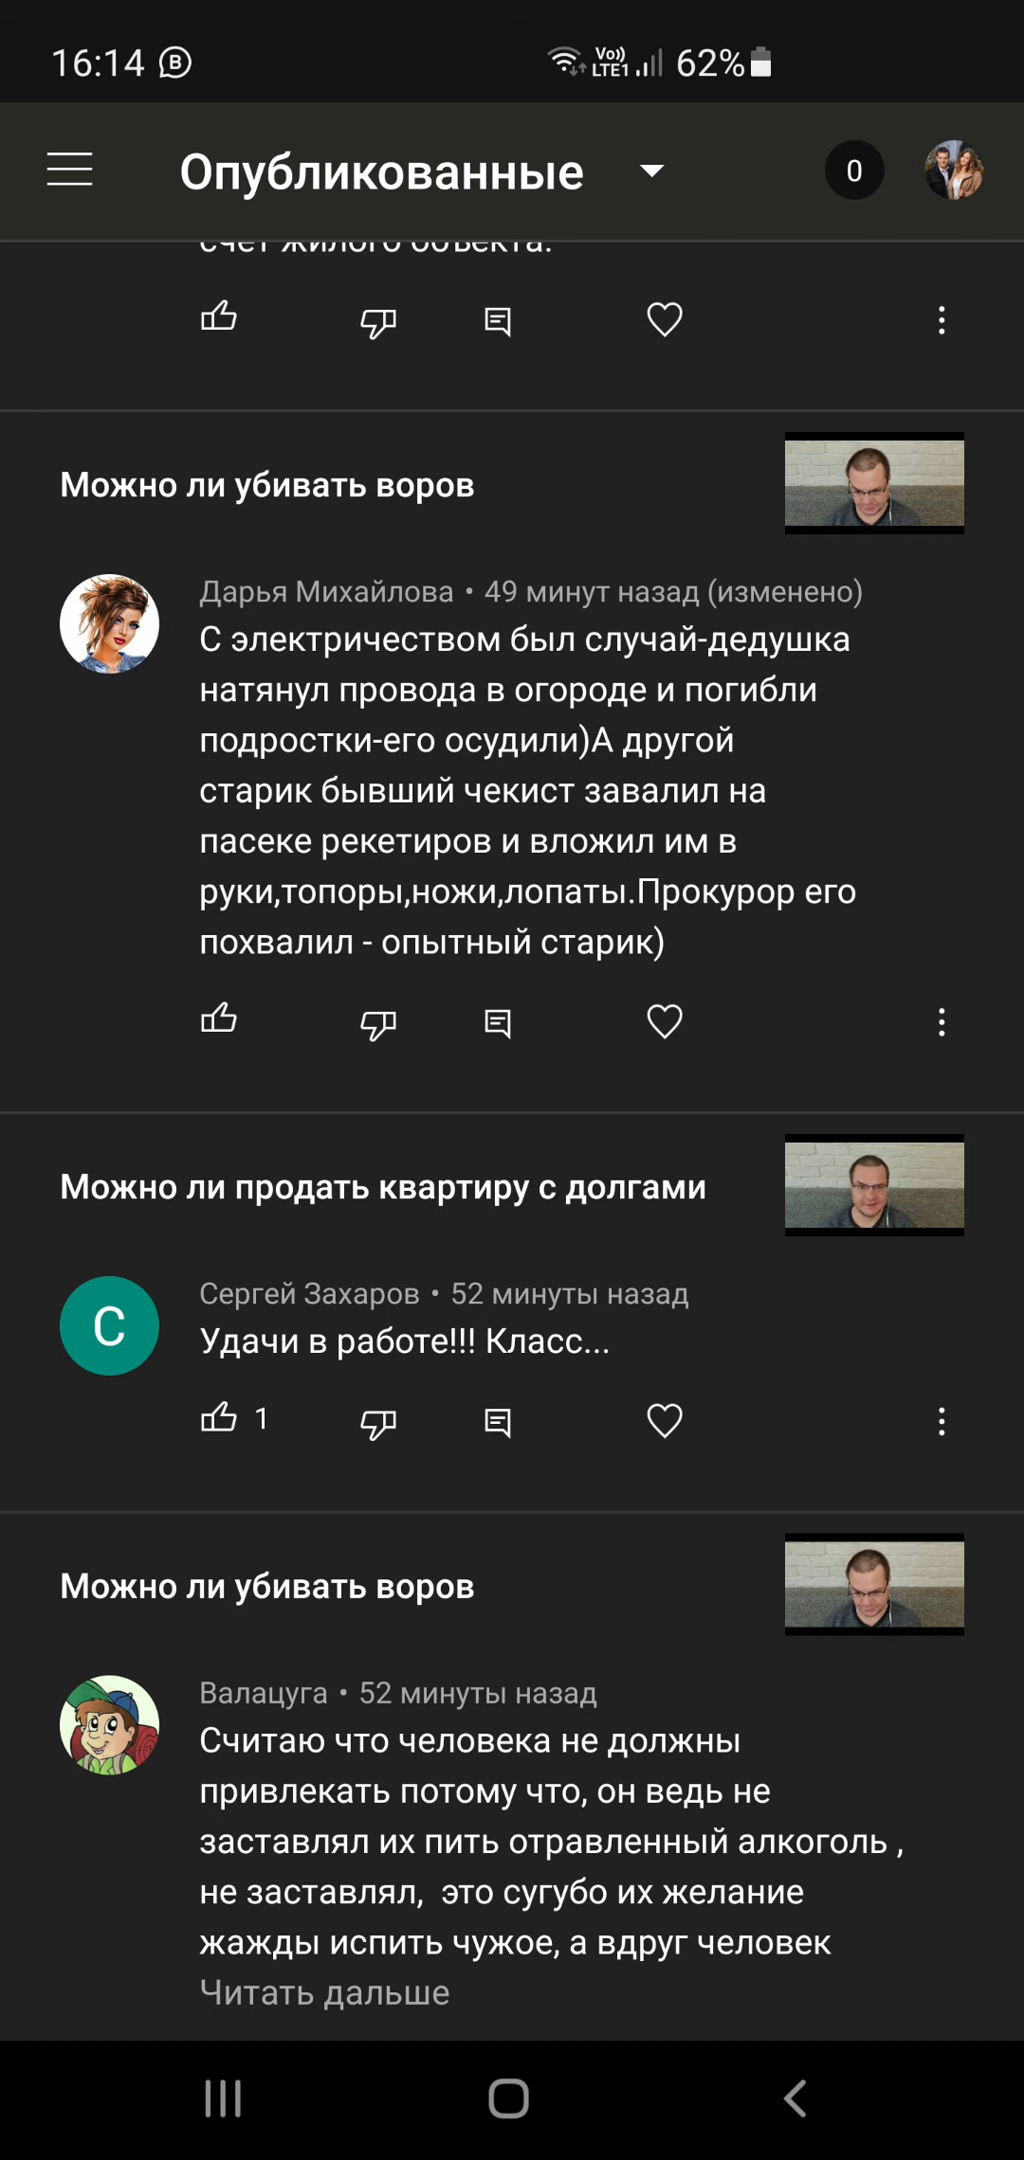 16:14
Vo))
LTE1
62%
Опубликованные
0
счет жилого объекта.
Можно ли убивать воров
Дарья Михайлова • 49 минут назад (изменено)
С электричеством был случай-дедушка
натянул провода в огороде и погибли
подростки-его осудили)А другой
старик бывший чекист завалил на
пасеке рекетиров и вложил им в
руки,топоры,ножи,лопаты.Прокурор его
похвалил - опытный старик)
Можно ли продать квартиру с долгами
С
Сергей Захаров • 52 минуты назад
Удачи в работе!!! Класс...
1
Можно ли убивать воров
Валацуга • 52 минуты назад
Считаю что человека не должны
привлекать потому что, он ведь не
заставлял их пить отравленный алкоголь ,
не заставлял,  это сугубо их желание
жажды испить чужое, а вдруг человек
Читать дальше